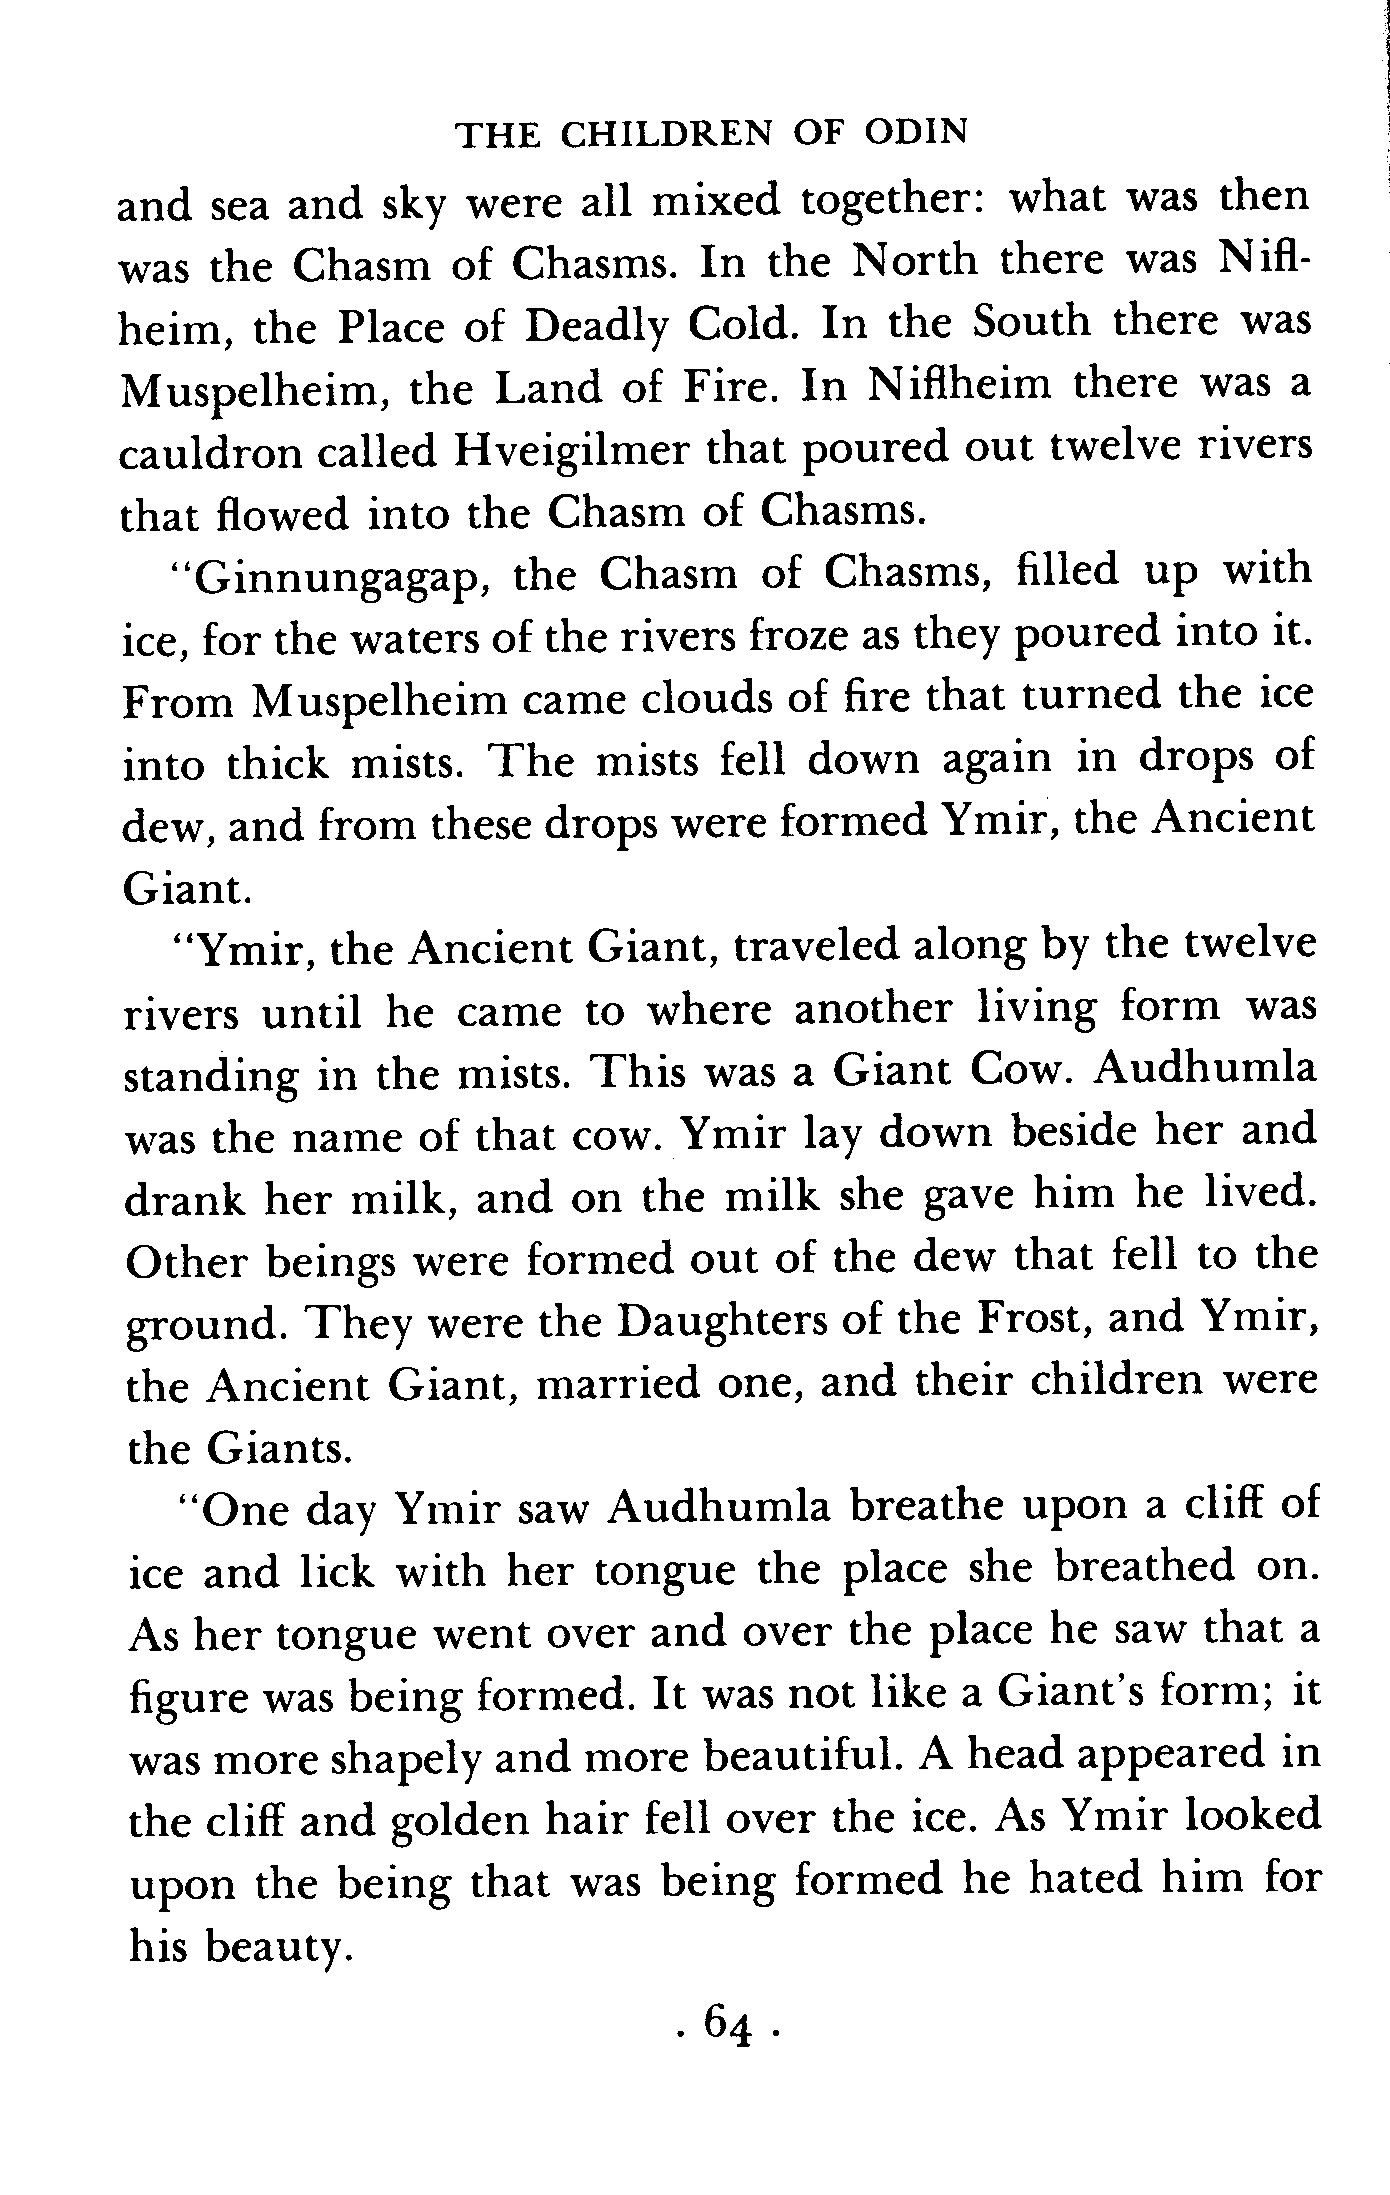 THE CHILDREN OF ODIN
and sea and sky were all mixed together: what was then
was the Chasm of Chasms. In the North there was Nifl-
heim, the Place of Deadly Cold. In the South there was
Muspelheim, the Land of Fire. In Niflheim there was a
cauldron called Hveigilmer that poured out twelve rivers
that flowed into the Chasm of Chasms.
"Ginnungagap, the Chasm of Chasms, filled up with
ice, for the waters of the rivers froze as they poured into it.
From Muspelheim came clouds of fire that turned the ice
into thick mists. The mists fell down again in drops of
dew, and from these drops were formed Ymir, the Ancient
Giant.
"Ymir, the Ancient Giant, traveled along by the twelve
rivers until he came to where another living form was
standing in the mists. This was a Giant Cow. Audhumla
was the name of that cow. Ymir lay down beside her and
drank her milk, and on the milk she gave him he lived.
Other beings were formed out of the dew that fell to the
ground. They were the Daughters of the Frost, and Ymir,
the Ancient Giant, married one, and their children were
the Giants.
"One day Ymir saw Audhumla breathe upon a cliff of
ice and lick with her tongue the place she breathed on.
As her tongue went over and over the place he saw that a
figure was being formed. It was not like a Giant's form; it
was more shapely and more beautiful. A head appeared in
the cliff and golden hair fell over the ice. As Ymir looked
upon the being that was being formed he hated him for
his beauty.
. 64 .